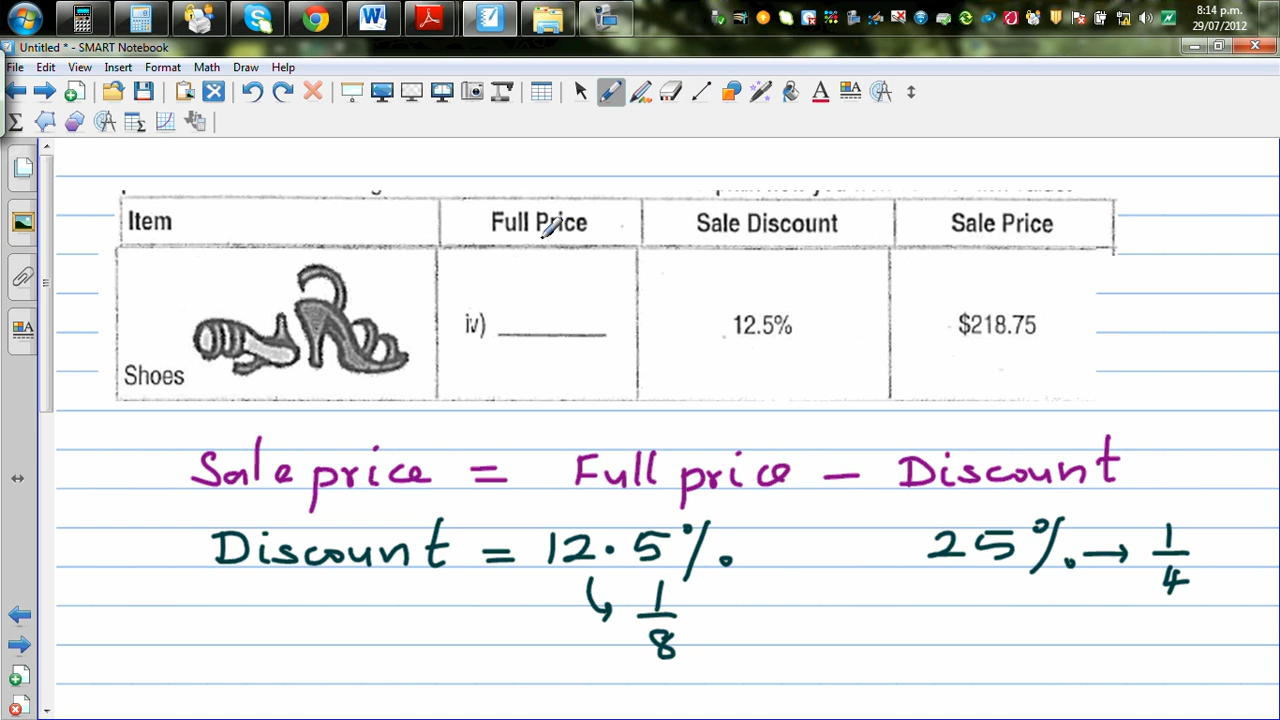 8:14 p.m.
29/07/2012
Untitled * - SMART Notebook
File Edit View Insert Format Math Draw Help
Item Full Price Sale Discount Sale Price
iv) 12.5% $218.75
Shoes
Sale price = Full price – Discount
Discount = 12.5% 25% → 1/4
↳ 1/8